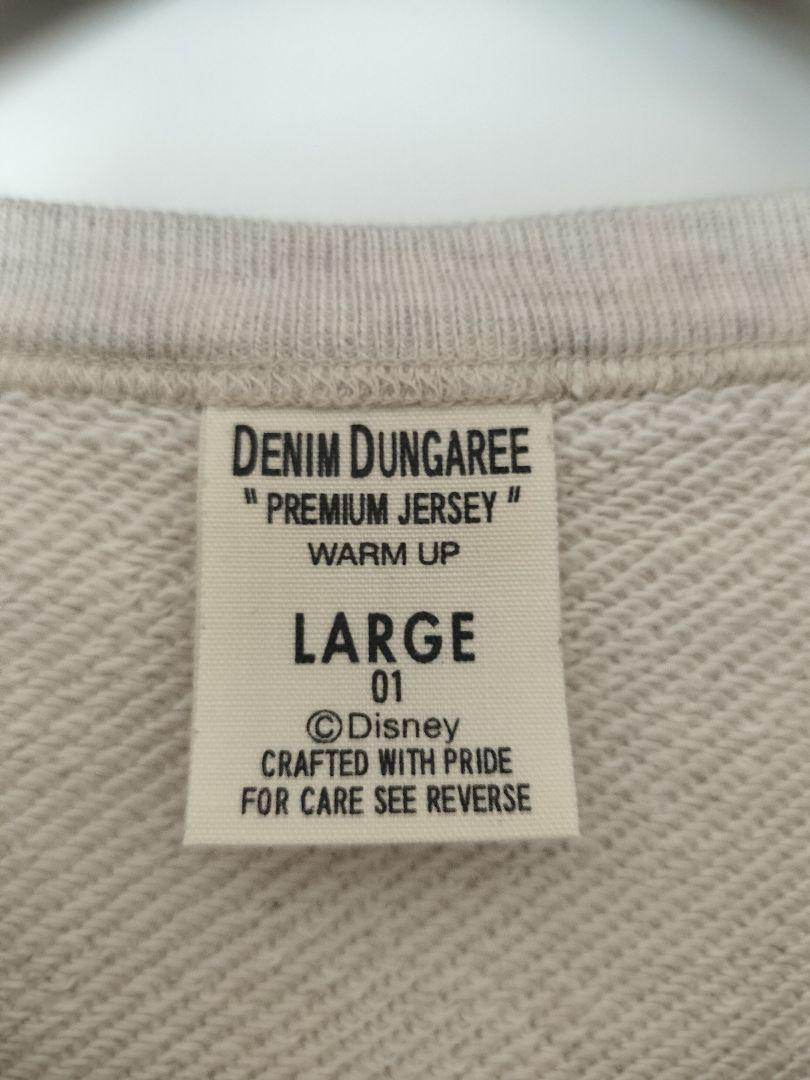 DENIM DUNGAREE
" PREMIUM JERSEY "
WARM UP
LARGE
01
©Disney
CRAFTED WITH PRIDE
FOR CARE SEE REVERSE